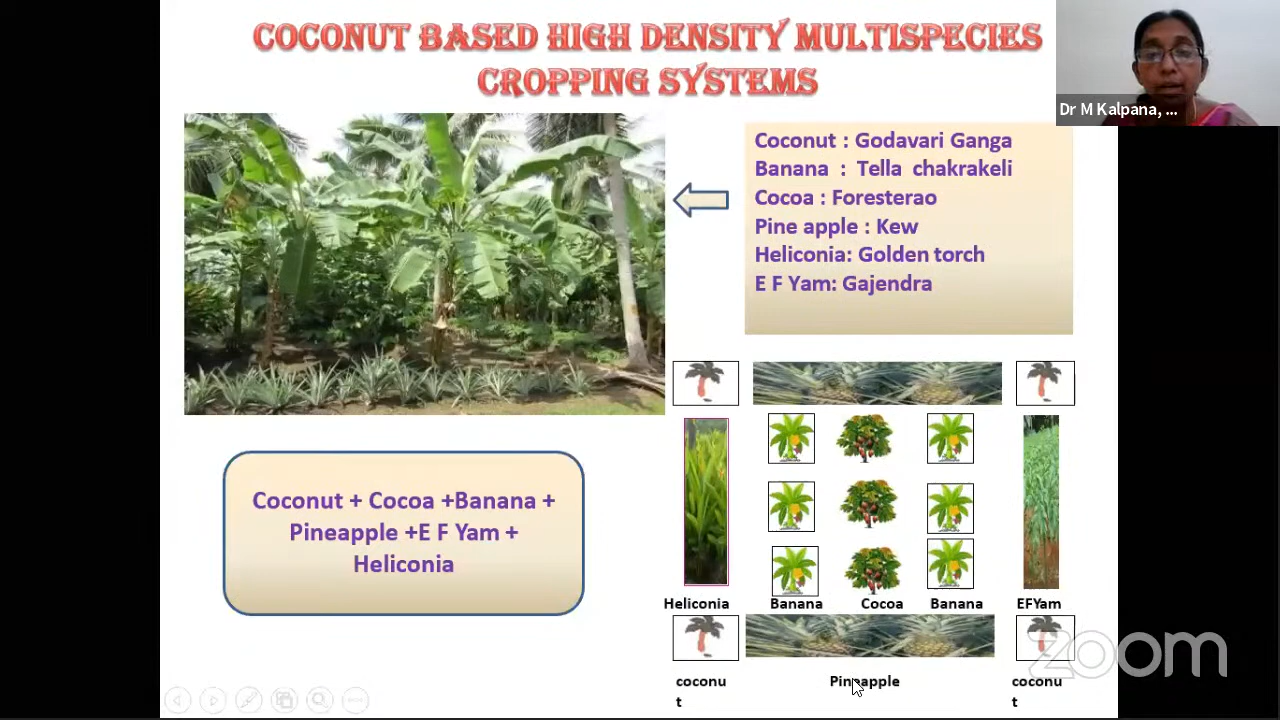 COCONUT BASED HIGH DENSITY MULTISPECIES
CROPPING SYSTEMS
Dr M Kalpana, ...
Coconut : Godavari Ganga
Banana : Tella chakrakeli
Cocoa : Foresterao
Pine apple : Kew
Heliconia: Golden torch
E F Yam: Gajendra
Coconut + Cocoa +Banana +
Pineapple +E F Yam +
Heliconia
Heliconia Banana Cocoa Banana EFYam
zoom
coconu
t
Pineapple
coconu
t